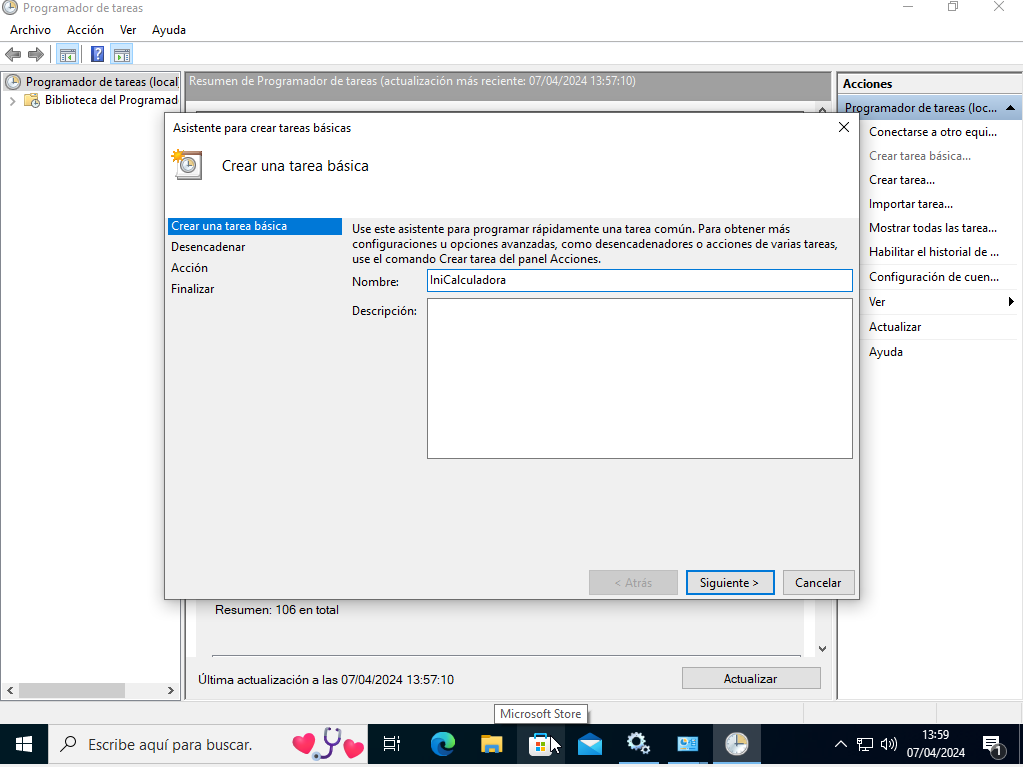 Programador de tareas
Archivo Acción Ver Ayuda
Programador de tareas (local
Biblioteca del Programad
Resumen de Programador de tareas (actualización más reciente: 07/04/2024 13:57:10)
Acciones
Programador de tareas (loc...
Conectarse a otro equi...
Crear tarea básica...
Crear tarea...
Importar tarea...
Mostrar todas las tarea...
Habilitar el historial de ...
Configuración de cuen...
Ver
Actualizar
Ayuda
Asistente para crear tareas básicas
Crear una tarea básica
Crear una tarea básica
Desencadenar
Acción
Finalizar
Use este asistente para programar rápidamente una tarea común. Para obtener más
configuraciones u opciones avanzadas, como desencadenadores o acciones de varias tareas,
use el comando Crear tarea del panel Acciones.
Nombre: IniCalculadora
Descripción:
< Atrás Siguiente > Cancelar
Resumen: 106 en total
Última actualización a las 07/04/2024 13:57:10 Actualizar
Microsoft Store
Escribe aquí para buscar.
13:59
07/04/2024
1